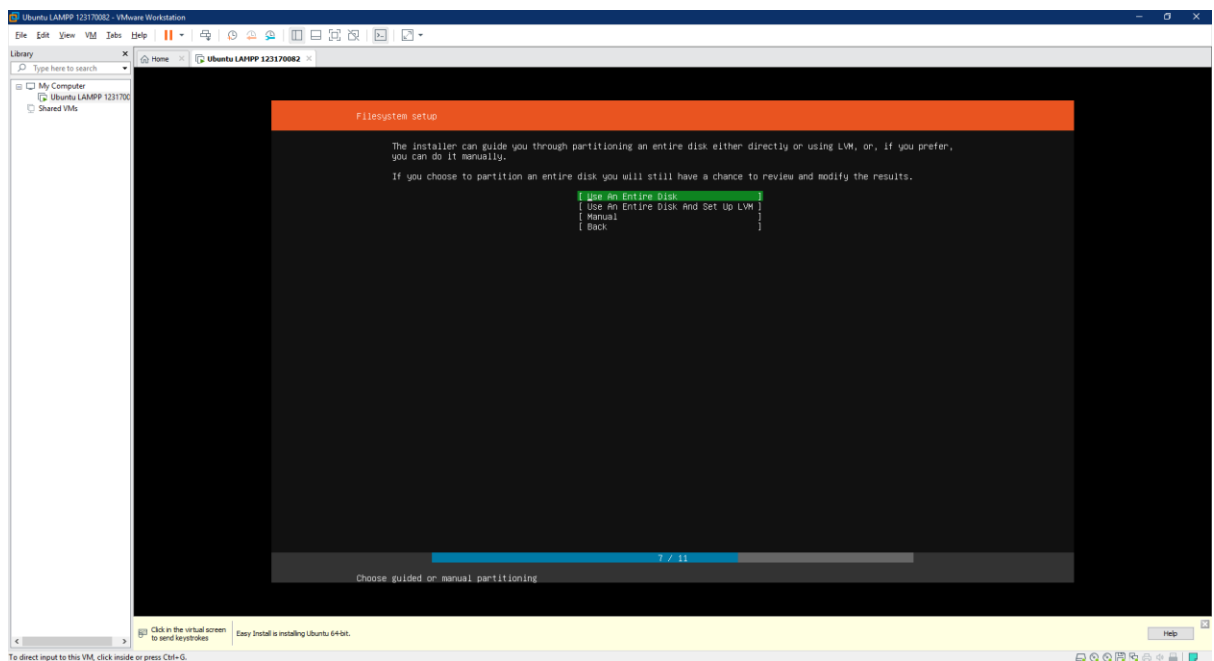 Ubuntu LAMPP 123170082 - VMware Workstation
File Edit View VM Tabs Help
Library
Type here to search
My Computer
Ubuntu LAMPP 1231700
Shared VMs
Home
Ubuntu LAMPP 123170082
Filesystem setup
The installer can guide you through partitioning an entire disk either directly or using LVM, or, if you prefer,
you can do it manually.
If you choose to partition an entire disk you will still have a chance to review and modify the results.
[ Use An Entire Disk ]
[ Use An Entire Disk And Set Up LVM ]
[ Manual ]
[ Back ]
7 / 11
Choose guided or manual partitioning
Click in the virtual screen
to send keystrokes
Easy Install is installing Ubuntu 64-bit.
Help
To direct input to this VM, click inside or press Ctrl+G.